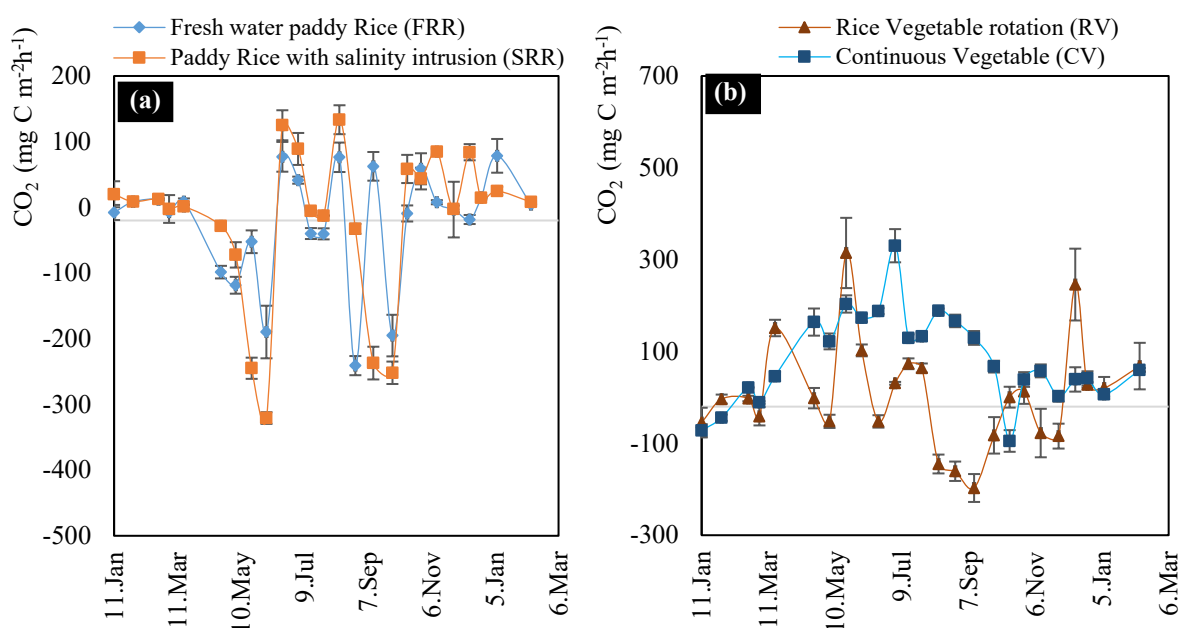 Fresh water paddy Rice (FRR)
Paddy Rice with salinity intrusion (SRR)
(a)
CO2 (mg C m-2h-1)
200
100
0
-100
-200
-300
-400
-500
11.Jan
11.Mar
10.May
9.Jul
7.Sep
6.Nov
5.Jan
6.Mar
Rice Vegetable rotation (RV)
Continuous Vegetable (CV)
(b)
CO2 (mg C m-2h-1)
700
500
300
100
-100
-300
11.Jan
11.Mar
10.May
9.Jul
7.Sep
6.Nov
5.Jan
6.Mar